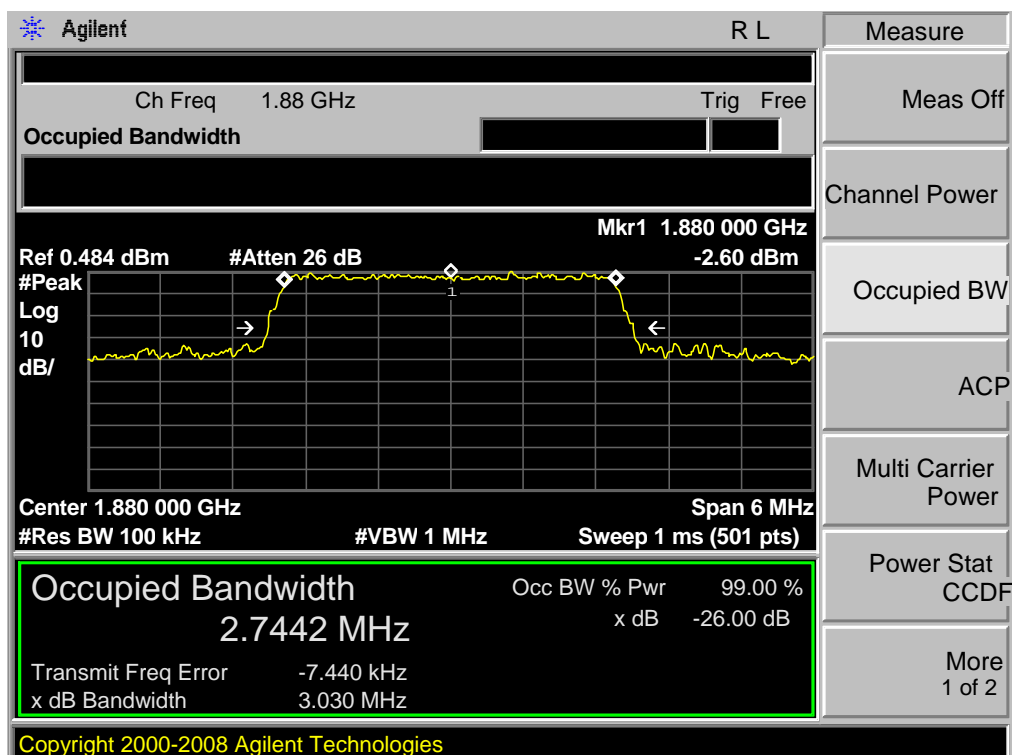 Agilent R L
Measure
Ch Freq 1.88 GHz Trig Free
Occupied Bandwidth
Meas Off
Channel Power
Mkr1 1.880 000 GHz
Ref 0.484 dBm #Atten 26 dB -2.60 dBm
#Peak
Log
10
dB/
1
Occupied BW
ACP
Multi Carrier
Power
Center 1.880 000 GHz Span 6 MHz
#Res BW 100 kHz #VBW 1 MHz Sweep 1 ms (501 pts)
Power Stat
CCDF
Occupied Bandwidth Occ BW % Pwr 99.00 %
2.7442 MHz x dB -26.00 dB
Transmit Freq Error -7.440 kHz
x dB Bandwidth 3.030 MHz
More
1 of 2
Copyright 2000-2008 Agilent Technologies